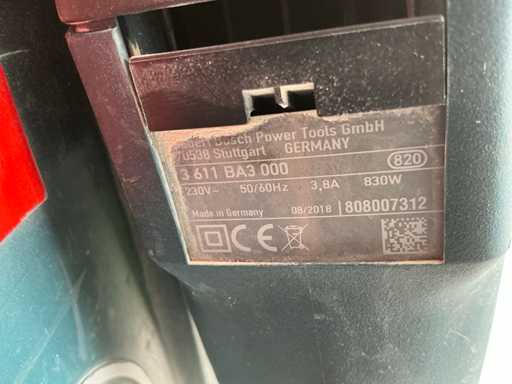 Bosch Power Tools GmbH
70538 Stuttgart GERMANY
3 611 BA3 000 820
230V~ 50/60Hz 3,8A 830W
Made in Germany 08/2018 808007312
CE